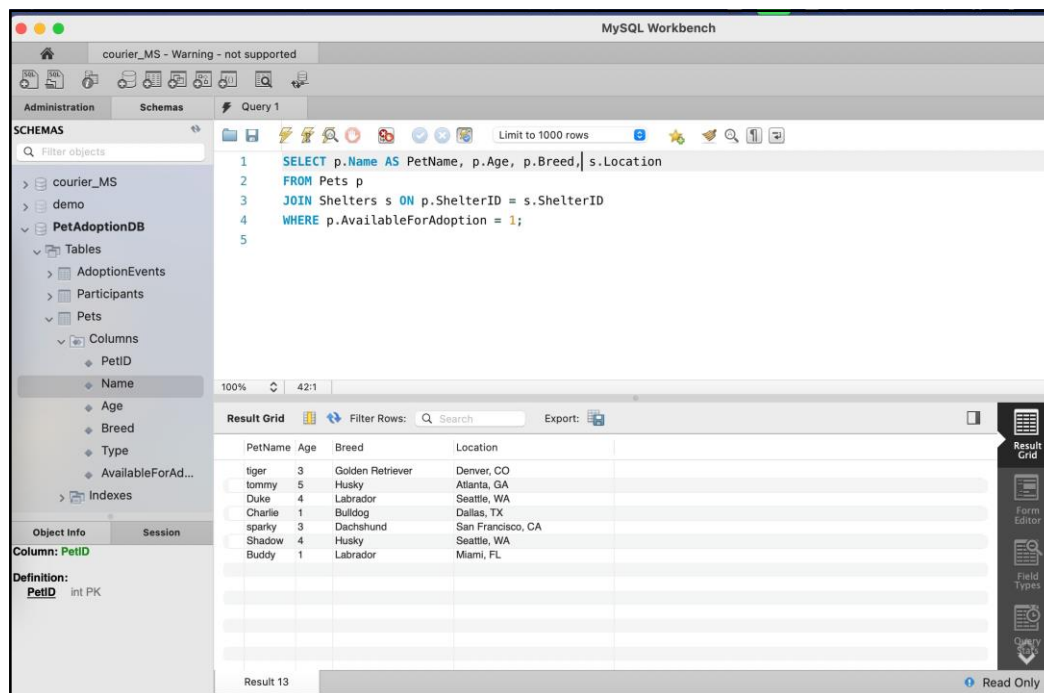 MySQL Workbench
courier_MS - Warning - not supported
Administration Schemas Query 1
SCHEMAS
Filter objects
courier_MS
demo
PetAdoptionDB
Tables
AdoptionEvents
Participants
Pets
Columns
PetID
Name
Age
Breed
Type
AvailableForAd...
Indexes
Object Info Session
Column: PetID
Definition:
PetID int PK
Limit to 1000 rows
1 SELECT p.Name AS PetName, p.Age, p.Breed, s.Location
2 FROM Pets p
3 JOIN Shelters s ON p.ShelterID = s.ShelterID
4 WHERE p.AvailableForAdoption = 1;
5
100% 42:1
Result Grid Filter Rows: Search Export:
PetName Age Breed Location
tiger 3 Golden Retriever Denver, CO
tommy 5 Husky Atlanta, GA
Duke 4 Labrador Seattle, WA
Charlie 1 Bulldog Dallas, TX
sparky 3 Dachshund San Francisco, CA
Shadow 4 Husky Seattle, WA
Buddy 1 Labrador Miami, FL
Result
Grid
Form
Editor
Field
Types
Query
Stats
Result 13
Read Only